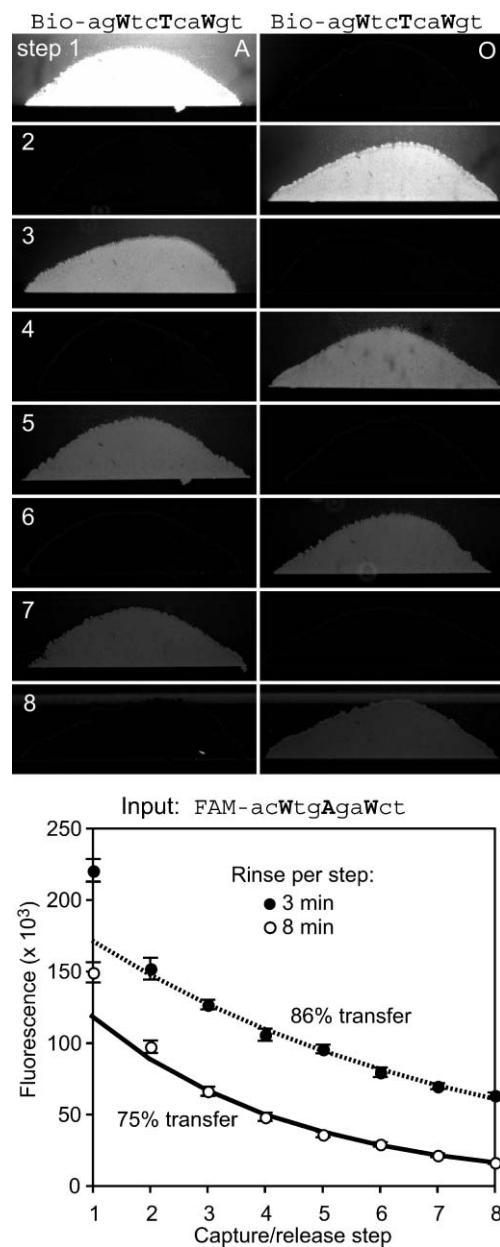 Bio-agWtcTcaWgt Bio-agWtcTcaWgt
step 1 A O
2
3
4
5
6
7
8
Input: FAM-acWtgAgaWct
250
200
150
100
50
0
Fluorescence (x 10³)
Rinse per step:
3 min
8 min
86% transfer
75% transfer
1 2 3 4 5 6 7 8
Capture/release step